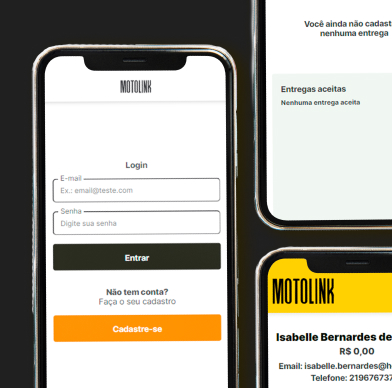 MOTOLINK
Login
E-mail
Ex.: email@teste.com
Senha
Digite sua senha
Entrar
Não tem conta?
Faça o seu cadastro
Cadastre-se
Você ainda não cadast
nenhuma entrega
Entregas aceitas
Nenhuma entrega aceita
MOTOLINK
Isabelle Bernardes de
R$ 0,00
Email: isabelle.bernardes@h
Telefone: 219676737